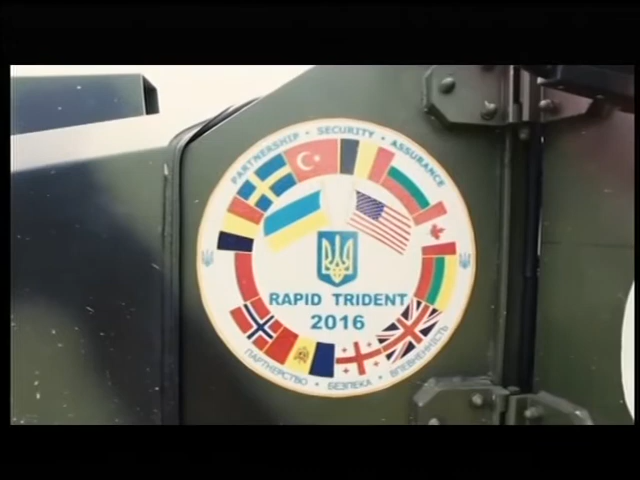 PARTNERSHIP • SECURITY • ASSURANCE
RAPID TRIDENT
2016
ПАРТНЕРСТВО • БЕЗПЕКА • ВПЕВНЕНІСТЬ